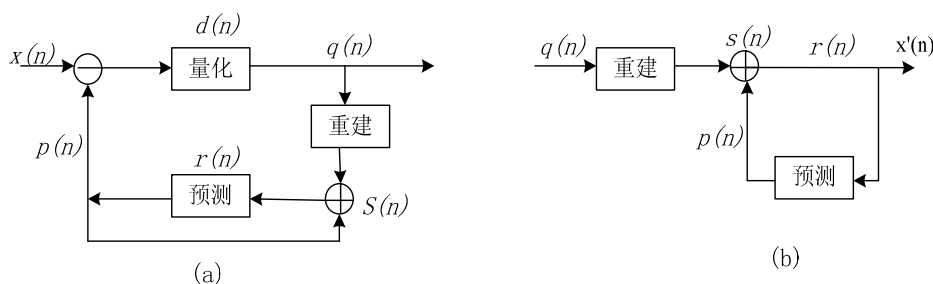 d(n)
x(n)
量化
q(n)
重建
p(n)
r(n)
预测
S(n)
(a)
q(n)
重建
s(n)
r(n)
x'(n)
p(n)
预测
(b)